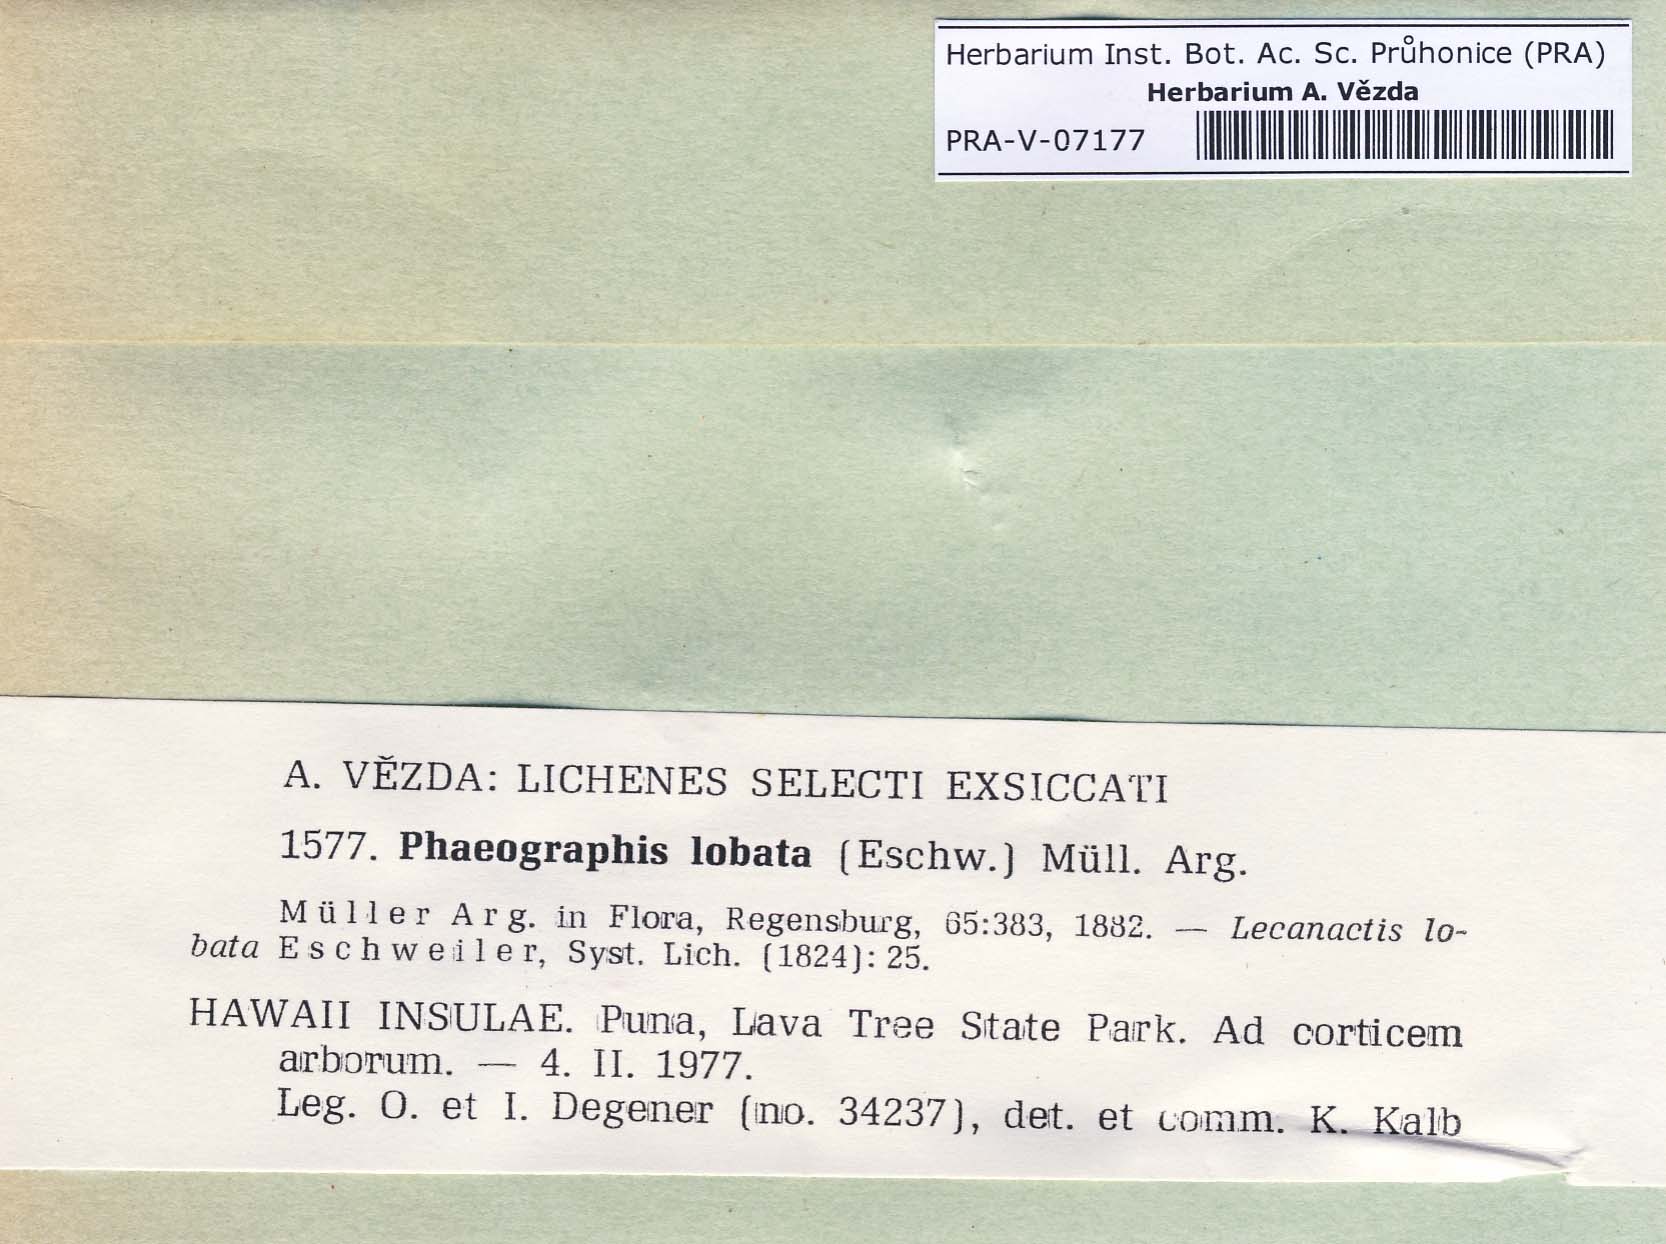 Herbarium Inst. Bot. Ac. Sc. Průhonice (PRA)
Herbarium A. Vězda
PRA-V-07177
A. VĚZDA: LICHENES SELECTI EXSICCATI
1577. Phaeographis lobata (Eschw.) Müll. Arg.
Müller Arg. in Flora, Regensburg, 65:383, 1882. — Lecanactis lo-
bata Eschweiler, Syst. Lich. (1824): 25.
HAWAII INSULAE. Puna, Lava Tree State Park. Ad corticem
arborum. — 4. II. 1977.
Leg. O. et I. Degener (no. 34237), det. et comm. K. Kalb